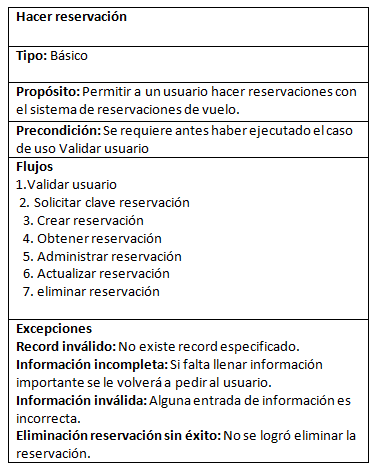 Hacer reservación
Tipo: Básico
Propósito: Permitir a un usuario hacer reservaciones con
el sistema de reservaciones de vuelo.
Precondición: Se requiere antes haber ejecutado el caso
de uso Validar usuario
Flujos
1.Validar usuario
2. Solicitar clave reservación
3. Crear reservación
4. Obtener reservación
5. Administrar reservación
6. Actualizar reservación
7. eliminar reservación
Excepciones
Record inválido: No existe record especificado.
Información incompleta: Si falta llenar información
importante se le volverá a pedir al usuario.
Información inválida: Alguna entrada de información es
incorrecta.
Eliminación reservación sin éxito: No se logró eliminar la
reservación.